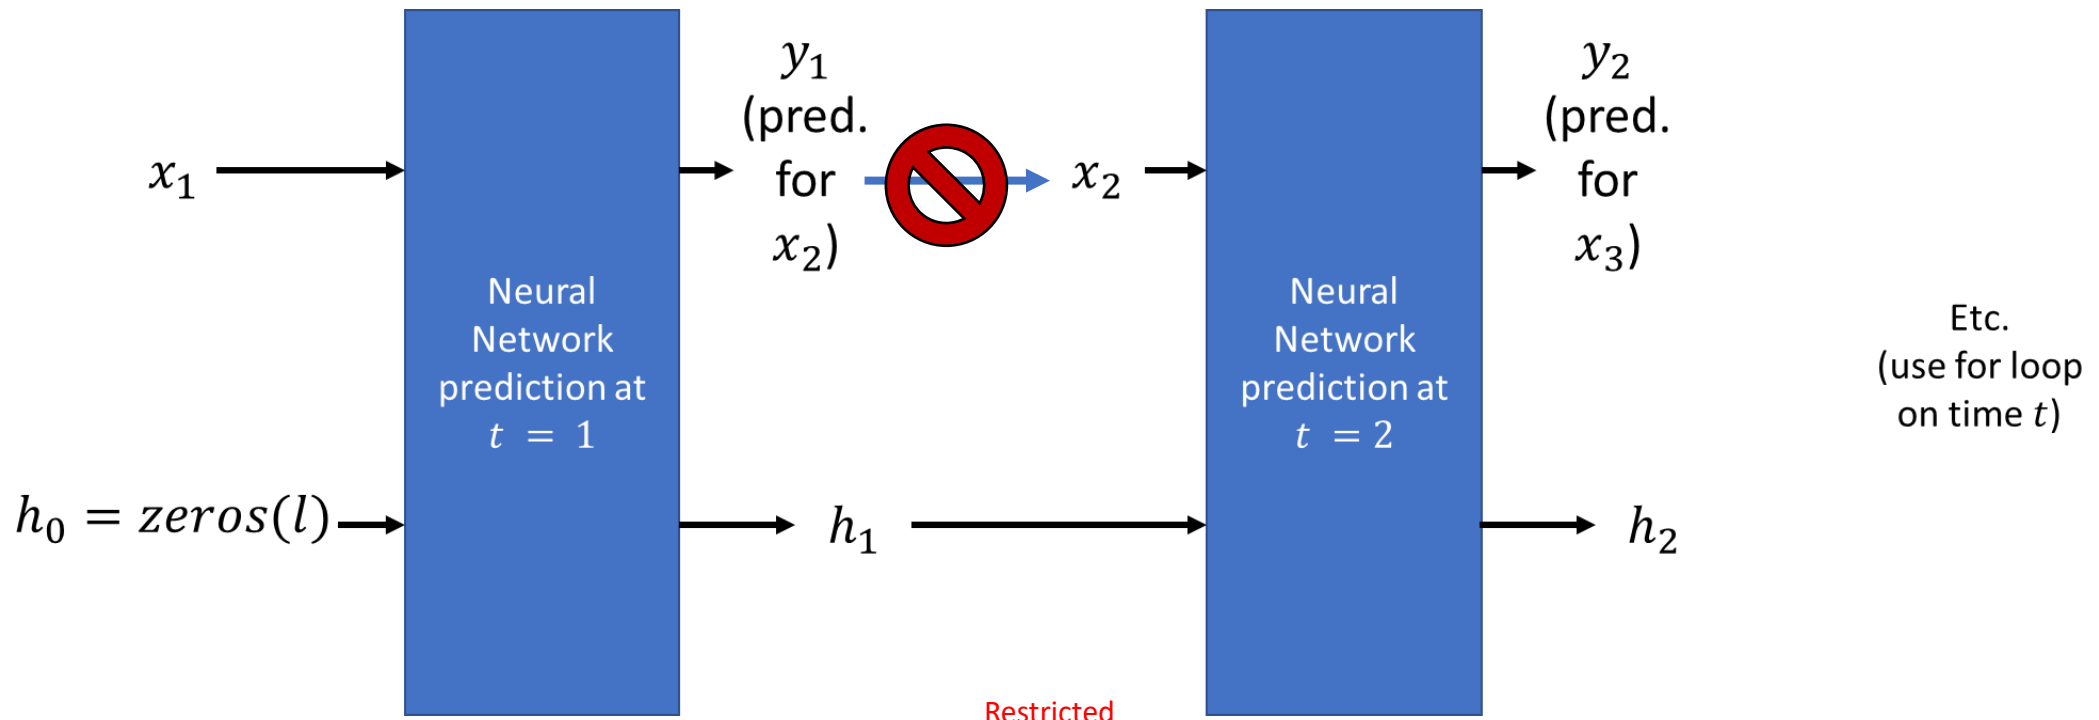 x₁
h₀ = zeros(l)
Neural
Network
prediction at
t = 1
y₁
(pred.
for
x₂)
h₁
x₂
Neural
Network
prediction at
t = 2
y₂
(pred.
for
x₃)
h₂
Etc.
(use for loop
on time t)
Restricted